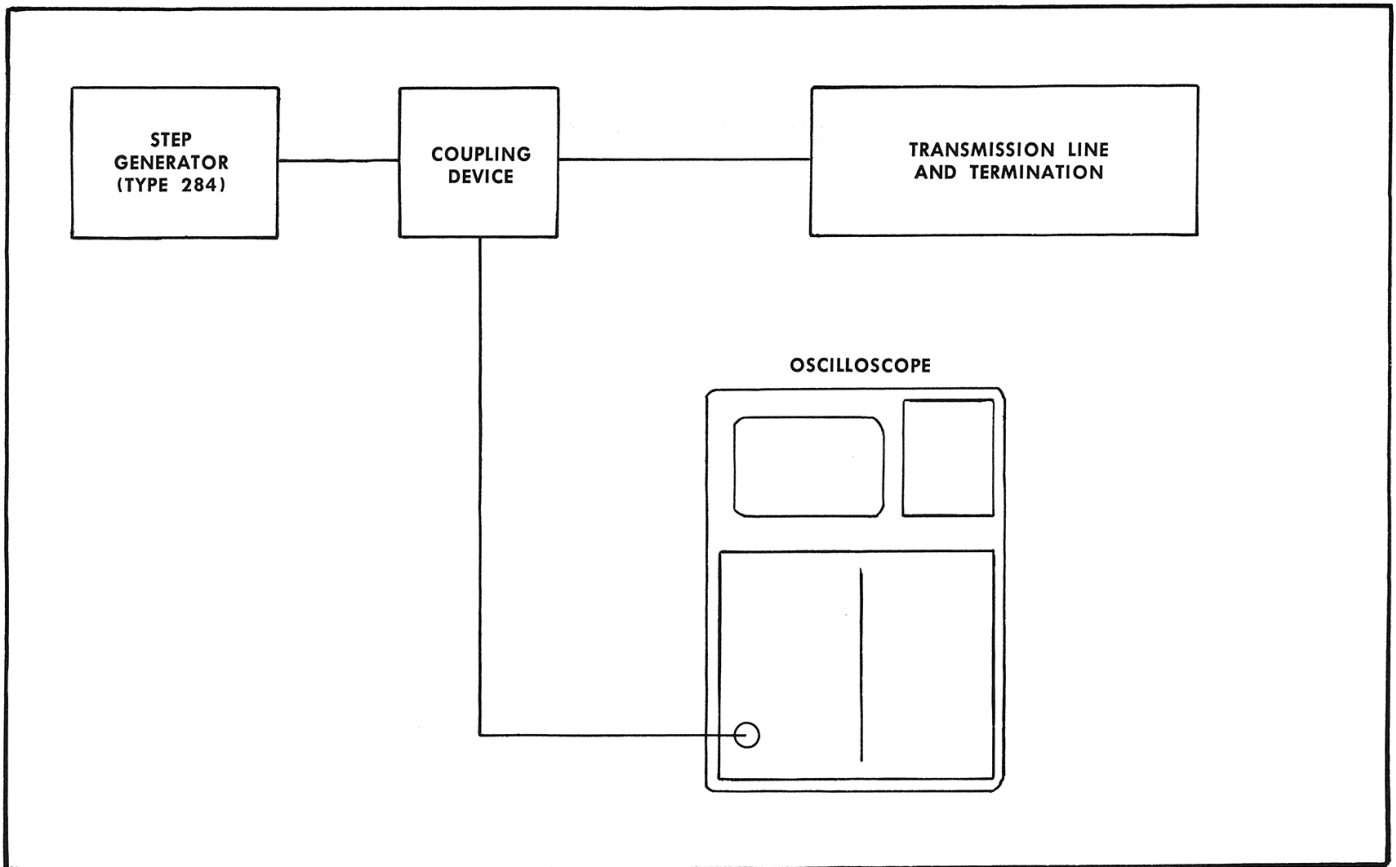 STEP
GENERATOR
(TYPE 284)
COUPLING
DEVICE
TRANSMISSION LINE
AND TERMINATION
OSCILLOSCOPE